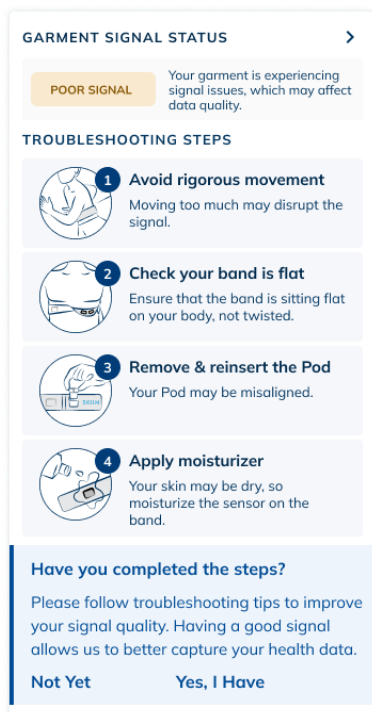 GARMENT SIGNAL STATUS
POOR SIGNAL
Your garment is experiencing
signal issues, which may affect
data quality.
TROUBLESHOOTING STEPS
1
Avoid rigorous movement
Moving too much may disrupt the
signal.
2
Check your band is flat
Ensure that the band is sitting flat
on your body, not twisted.
3
Remove & reinsert the Pod
Your Pod may be misaligned.
SKIIN
4
Apply moisturizer
Your skin may be dry, so
moisturize the sensor on the
band.
Have you completed the steps?
Please follow troubleshooting tips to improve
your signal quality. Having a good signal
allows us to better capture your health data.
Not Yet
Yes, I Have